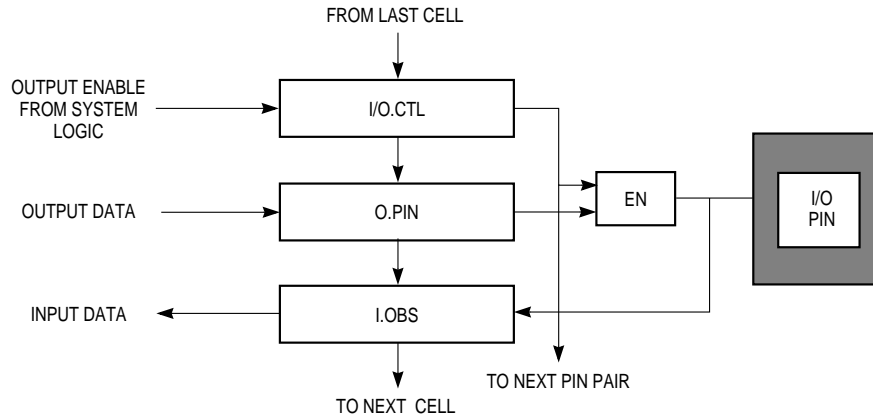 FROM LAST CELL
OUTPUT ENABLE
FROM SYSTEM
LOGIC
I/O.CTL
OUTPUT DATA
O.PIN
EN
I/O
PIN
INPUT DATA
I.OBS
TO NEXT PIN PAIR
TO NEXT CELL